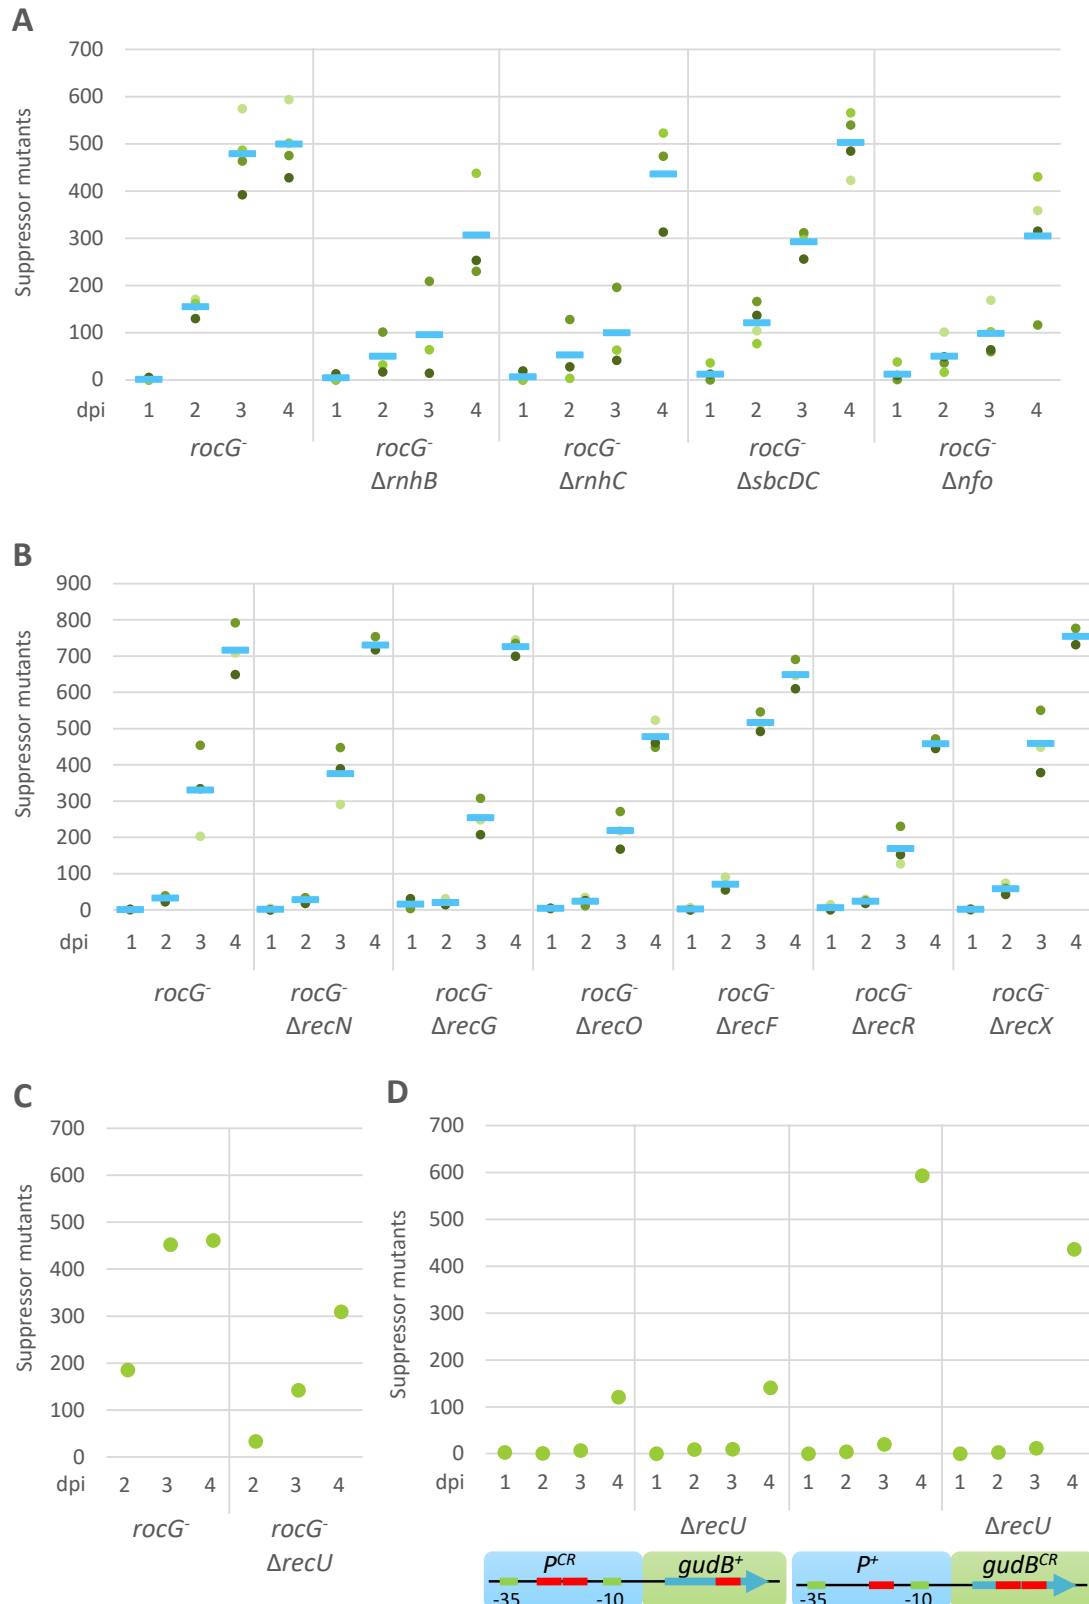 A
700
600
500
400
300
200
100
0
Suppressor mutants
dpi 1 2 3 4 1 2 3 4 1 2 3 4 1 2 3 4 1 2 3 4
rocG- rocG- rocG- rocG- rocG-
ΔrnhB ΔrnhC ΔsbcDC Δnfo
B
900
800
700
600
500
400
300
200
100
0
Suppressor mutants
dpi 1 2 3 4 1 2 3 4 1 2 3 4 1 2 3 4 1 2 3 4 1 2 3 4 1 2 3 4
rocG- rocG- rocG- rocG- rocG- rocG- rocG-
ΔrecN ΔrecG ΔrecO ΔrecF ΔrecR ΔrecX
C
700
600
500
400
300
200
100
0
Suppressor mutants
dpi 2 3 4 2 3 4
rocG- rocG-
ΔrecU
D
700
600
500
400
300
200
100
0
Suppressor mutants
dpi 1 2 3 4 1 2 3 4 1 2 3 4 1 2 3 4
ΔrecU ΔrecU
PCR gudB+ P+ gudBCR
-35 -10 -35 -10